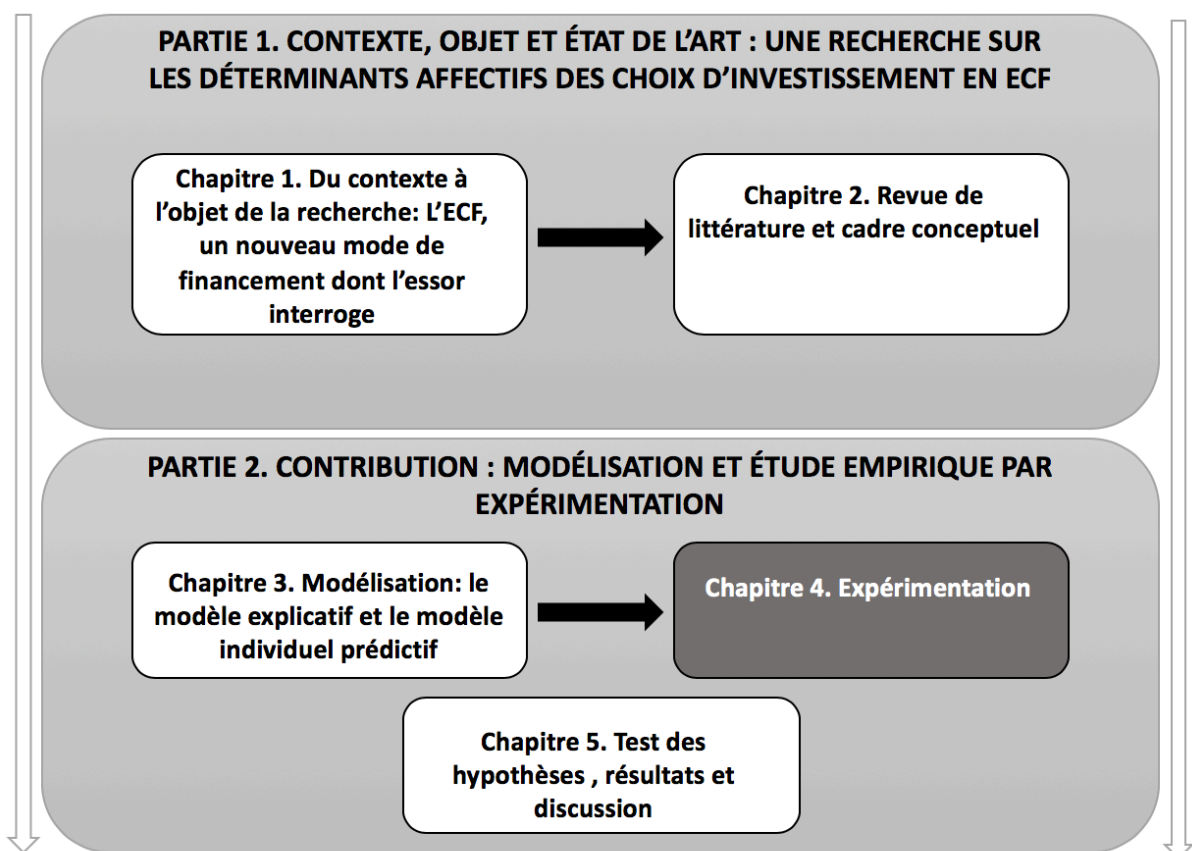 PARTIE 1. CONTEXTE, OBJET ET ÉTAT DE L'ART : UNE RECHERCHE SUR
LES DÉTERMINANTS AFFECTIFS DES CHOIX D'INVESTISSEMENT EN ECF
Chapitre 1. Du contexte à
l'objet de la recherche: L'ECF,
un nouveau mode de
financement dont l'essor
interroge
Chapitre 2. Revue de
littérature et cadre conceptuel
PARTIE 2. CONTRIBUTION : MODÉLISATION ET ÉTUDE EMPIRIQUE PAR
EXPÉRIMENTATION
Chapitre 3. Modélisation: le
modèle explicatif et le modèle
individuel prédictif
Chapitre 4. Expérimentation
Chapitre 5. Test des
hypothèses , résultats et
discussion